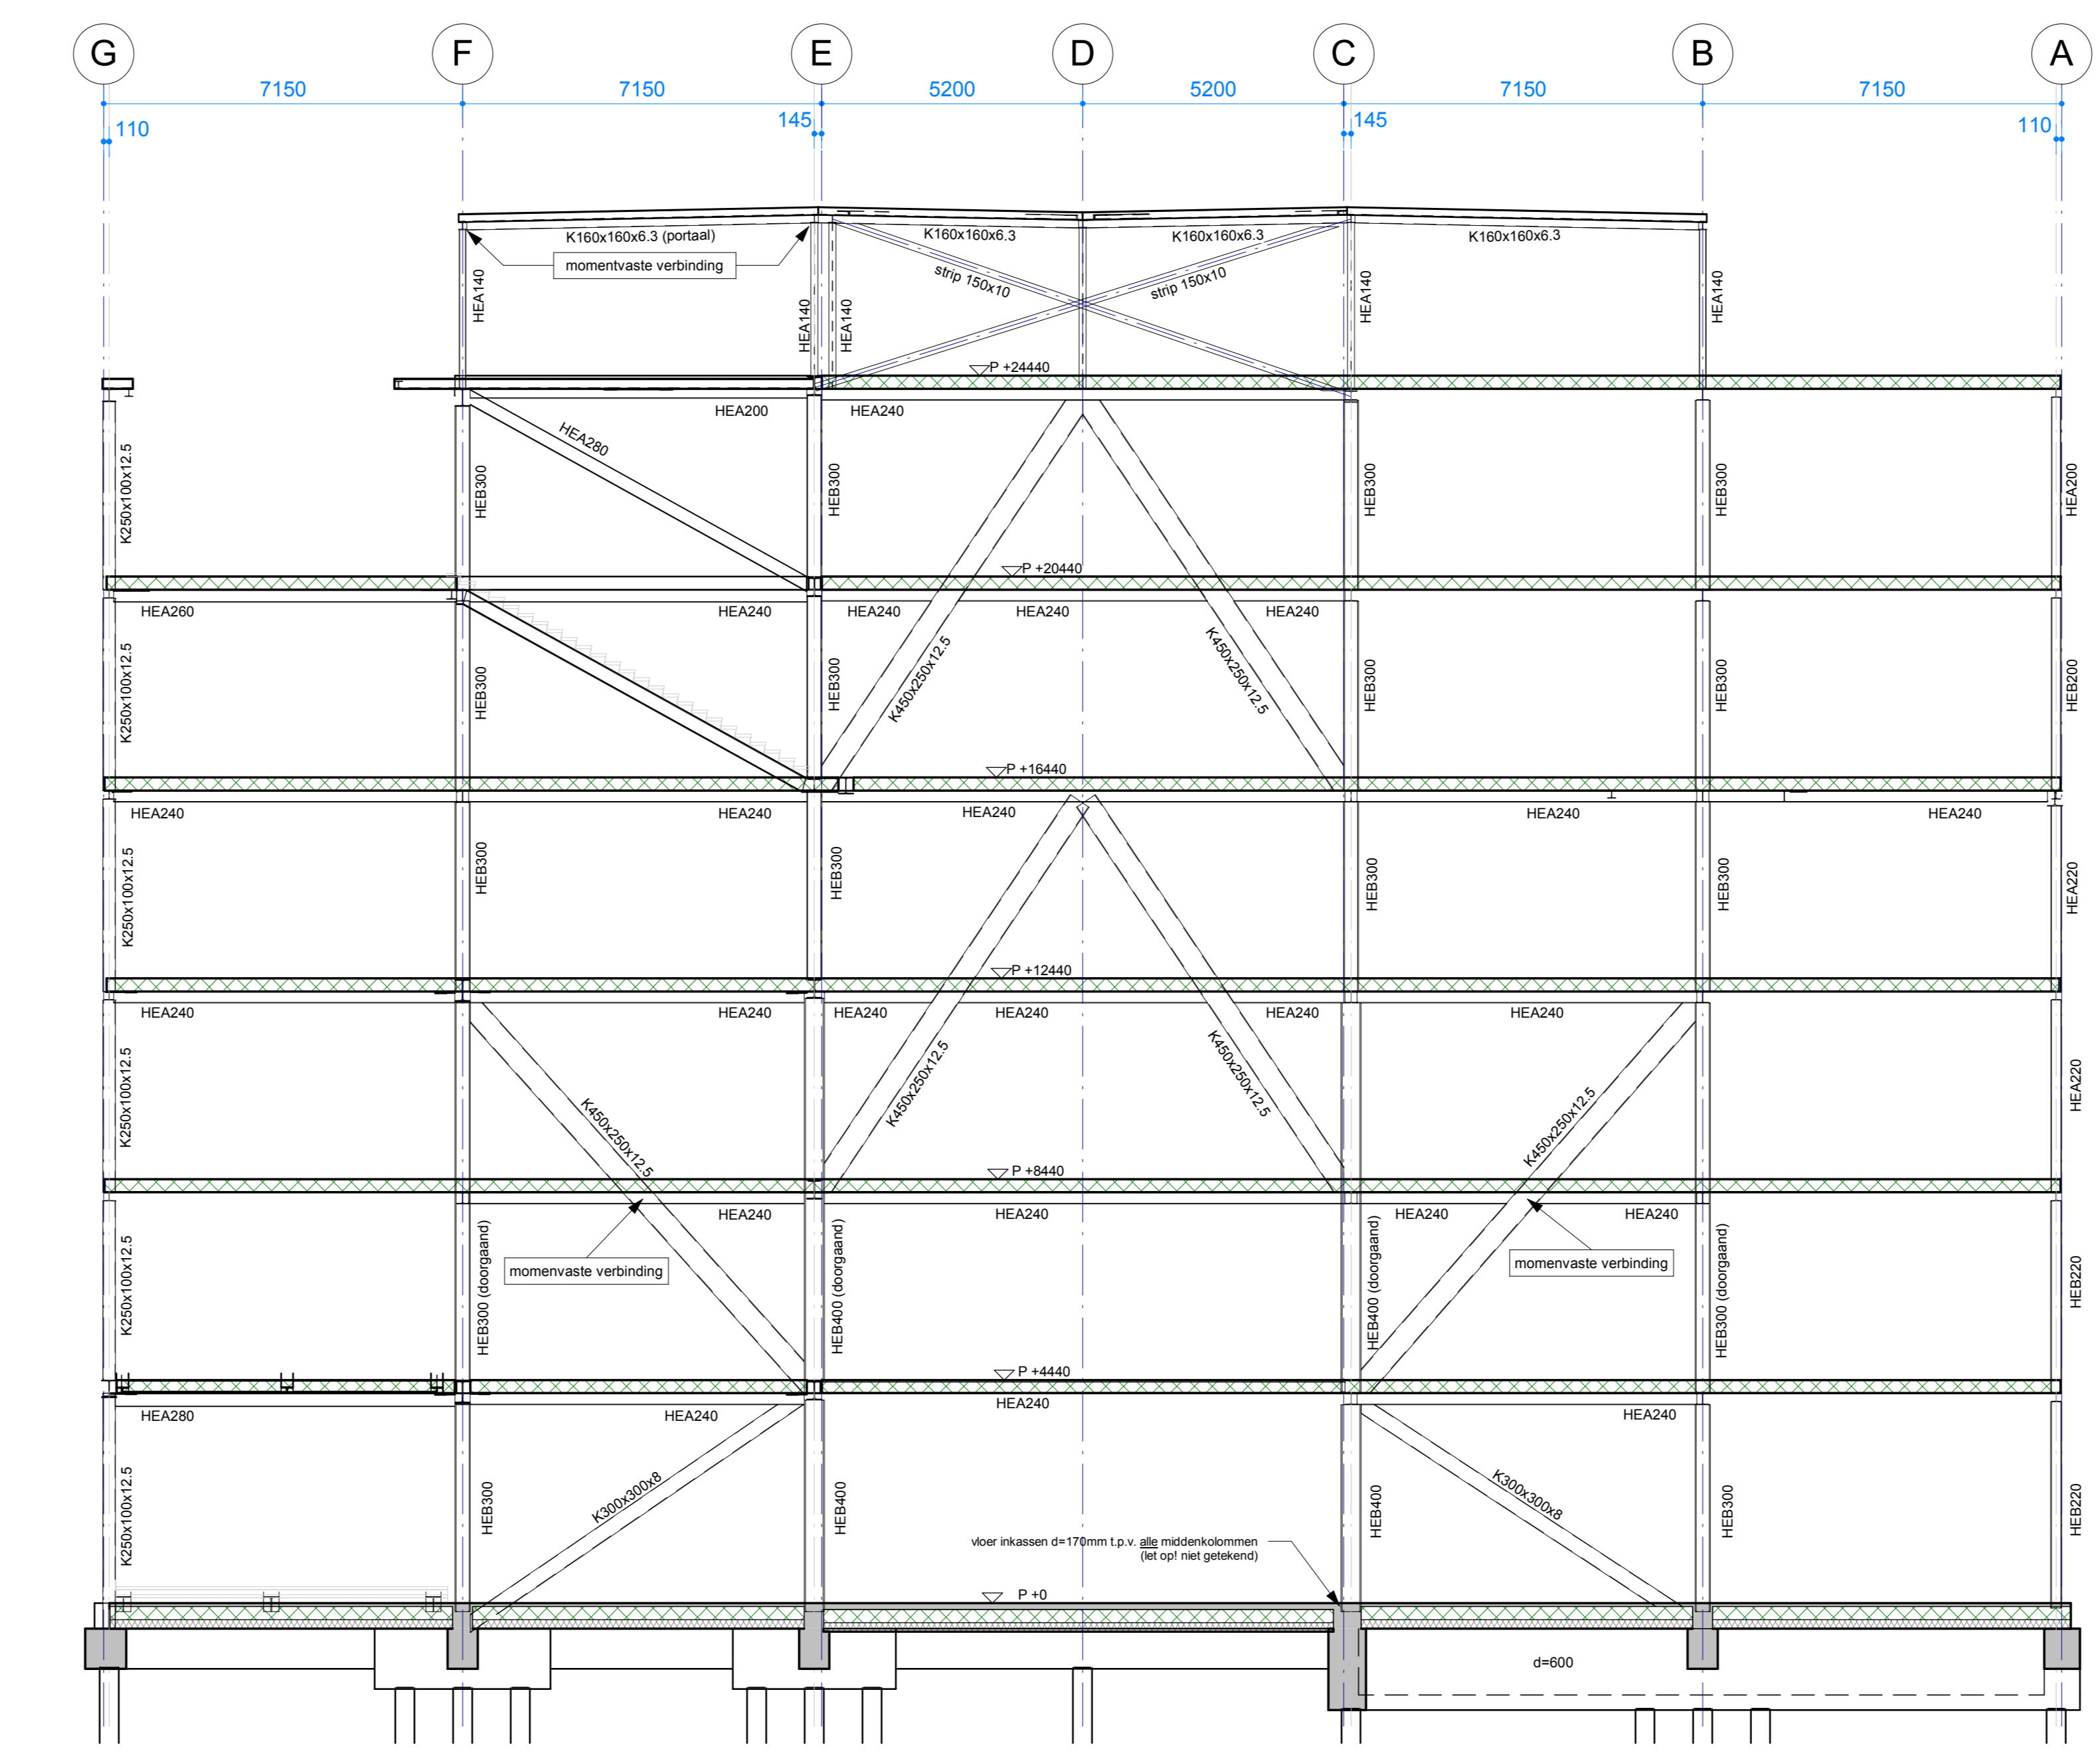 G F E D C B A
7150 7150 5200 5200 7150 7150
110 145 145 110
K160x160x6.3 (portaal) K160x160x6.3 K160x160x6.3 K160x160x6.3
momentvaste verbinding
strip 150x10 strip 150x10
HEA140 HEA140 HEA140 HEA140 HEA140
P +24440
HEA200 HEA240
HEA280
K250x100x12.5 HEB300 HEB300 HEB300 HEB300 HEA200
P +20440
HEA260 HEA240 HEA240 HEA240 HEA240
K250x100x12.5 HEB300 HEB300 K450x250x12.5 K450x250x12.5 HEB300 HEB300 HEB200
P +16440
HEA240 HEA240 HEA240 HEA240 HEA240
K250x100x12.5 HEB300 HEB300 HEB300 HEB300 HEA220
P +12440
HEA240 HEA240 HEA240 HEA240 HEA240 HEA240
K250x100x12.5 K450x250x12.5 K450x250x12.5 K450x250x12.5 K450x250x12.5 HEA220
P +8440
HEA240 HEA240 HEA240 HEA240
momenvaste verbinding momenvaste verbinding
K250x100x12.5 HEB300 (doorgaand) HEB400 (doorgaand) HEB400 (doorgaand) HEB300 (doorgaand) HEB220
P +4440
HEA280 HEA240 HEA240 HEA240
K250x100x12.5 HEB300 K300x300x8 HEB400 HEB400 K300x300x8 HEB300 HEB220
vloer inkassen d=170mm t.p.v. alle middenkolommen
(let op! niet getekend)
P +0
d=600